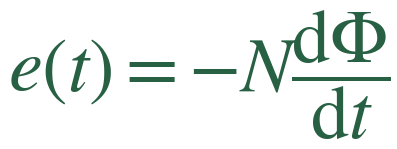 e(t) = −N dΦ/dt